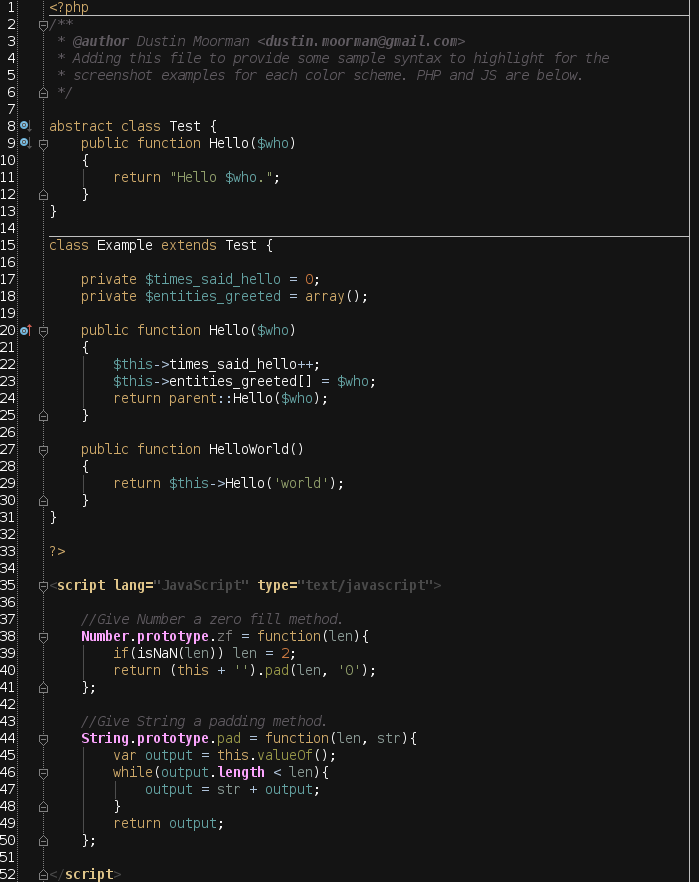 1 <?php
2 /**
3  * @author Dustin Moorman <dustin.moorman@gmail.com>
4  * Adding this file to provide some sample syntax to highlight for the
5  * screenshot examples for each color scheme. PHP and JS are below.
6  */
7
8 abstract class Test {
9     public function Hello($who)
10     {
11         return "Hello $who.";
12     }
13 }
14
15 class Example extends Test {
16
17     private $times_said_hello = 0;
18     private $entities_greeted = array();
19
20     public function Hello($who)
21     {
22         $this->times_said_hello++;
23         $this->entities_greeted[] = $who;
24         return parent::Hello($who);
25     }
26
27     public function HelloWorld()
28     {
29         return $this->Hello('world');
30     }
31 }
32
33 ?>
34
35 <script lang="JavaScript" type="text/javascript">
36
37     //Give Number a zero fill method.
38     Number.prototype.zf = function(len){
39         if(isNaN(len)) len = 2;
40         return (this + '').pad(len, '0');
41     };
42
43     //Give String a padding method.
44     String.prototype.pad = function(len, str){
45         var output = this.valueOf();
46         while(output.length < len){
47             output = str + output;
48         }
49         return output;
50     };
51
52 </script>